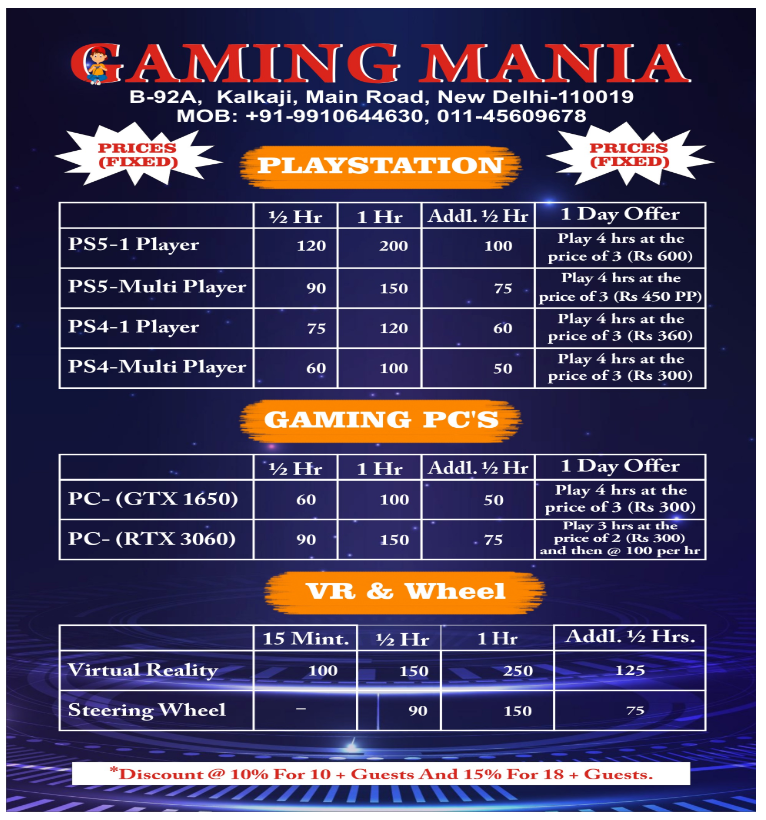 GAMING MANIA
B-92A, Kalkaji, Main Road, New Delhi-110019
MOB: +91-9910644630, 011-45609678
PRICES
(FIXED)
PLAYSTATION
PRICES
(FIXED)
½ Hr 1 Hr Addl. ½ Hr 1 Day Offer
PS5-1 Player 120 200 100 Play 4 hrs at the
price of 3 (Rs 600)
PS5-Multi Player 90 150 75 Play 4 hrs at the
price of 3 (Rs 450 PP)
PS4-1 Player 75 120 60 Play 4 hrs at the
price of 3 (Rs 360)
PS4-Multi Player 60 100 50 Play 4 hrs at the
price of 3 (Rs 300)
GAMING PC'S
½ Hr 1 Hr Addl. ½ Hr 1 Day Offer
PC- (GTX 1650) 60 100 50 Play 4 hrs at the
price of 3 (Rs 300)
PC- (RTX 3060) 90 150 75 Play 3 hrs at the
price of 2 (Rs 300)
and then @ 100 per hr
VR & Wheel
15 Mint. ½ Hr 1 Hr Addl. ½ Hrs.
Virtual Reality 100 150 250 125
Steering Wheel – 90 150 75
*Discount @ 10% For 10 + Guests And 15% For 18 + Guests.